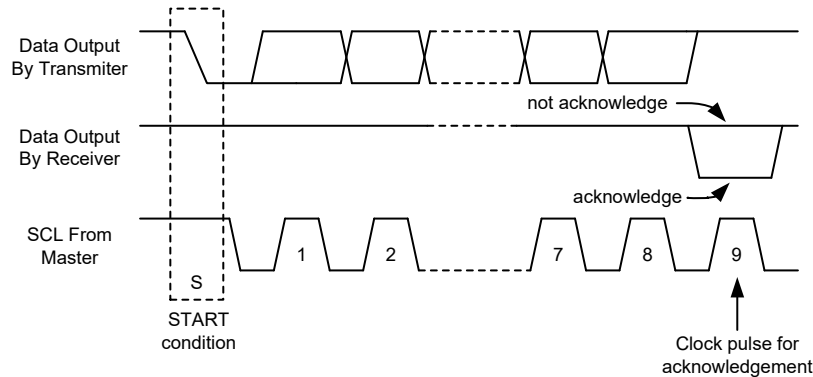 Data Output
By Transmiter
not acknowledge
Data Output
By Receiver
acknowledge
SCL From
Master
1
2
7
8
9
S
START
condition
Clock pulse for
acknowledgement